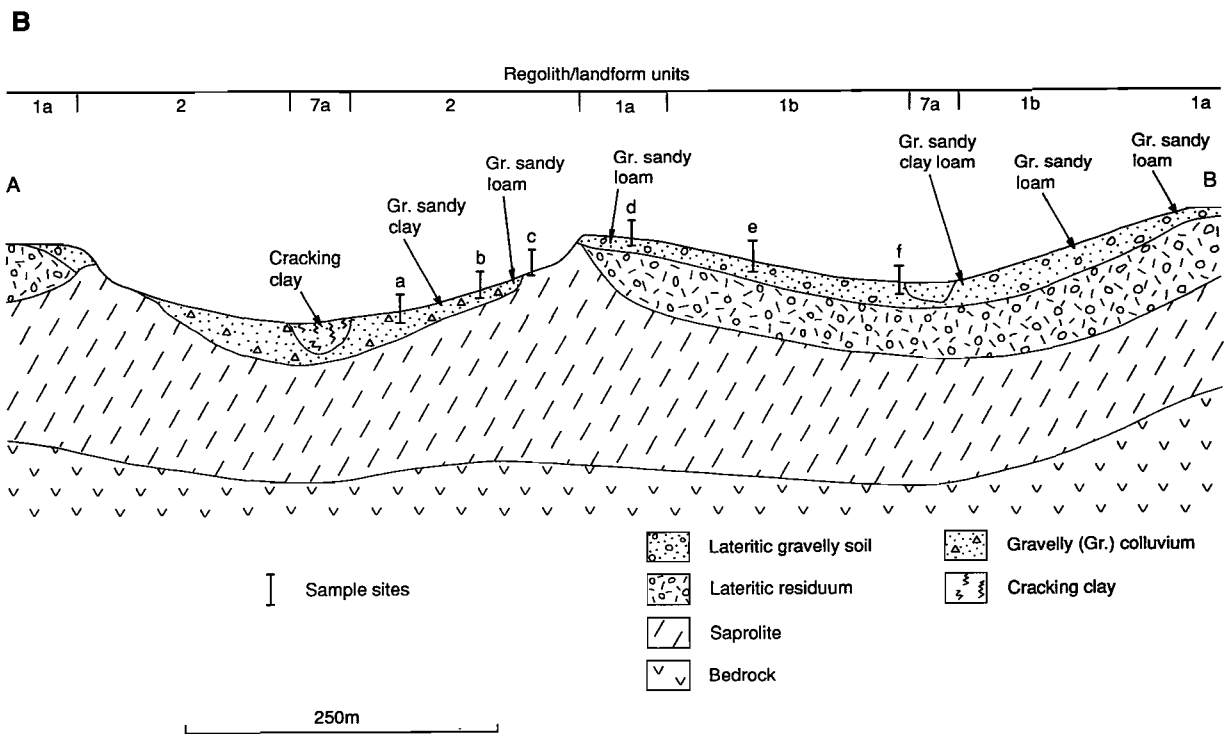 B
Regolith/landform units
1a 2 7a 2 1a 1b 7a 1b 1a
A
B
Cracking
clay
Gr. sandy
clay
Gr. sandy
loam
Gr. sandy
loam
Gr. sandy
clay loam
Gr. sandy
loam
Gr. sandy
loam
a
b
c
d
e
f
Sample sites
Lateritic gravelly soil
Lateritic residuum
Saprolite
Bedrock
Gravelly (Gr.) colluvium
Cracking clay
250m